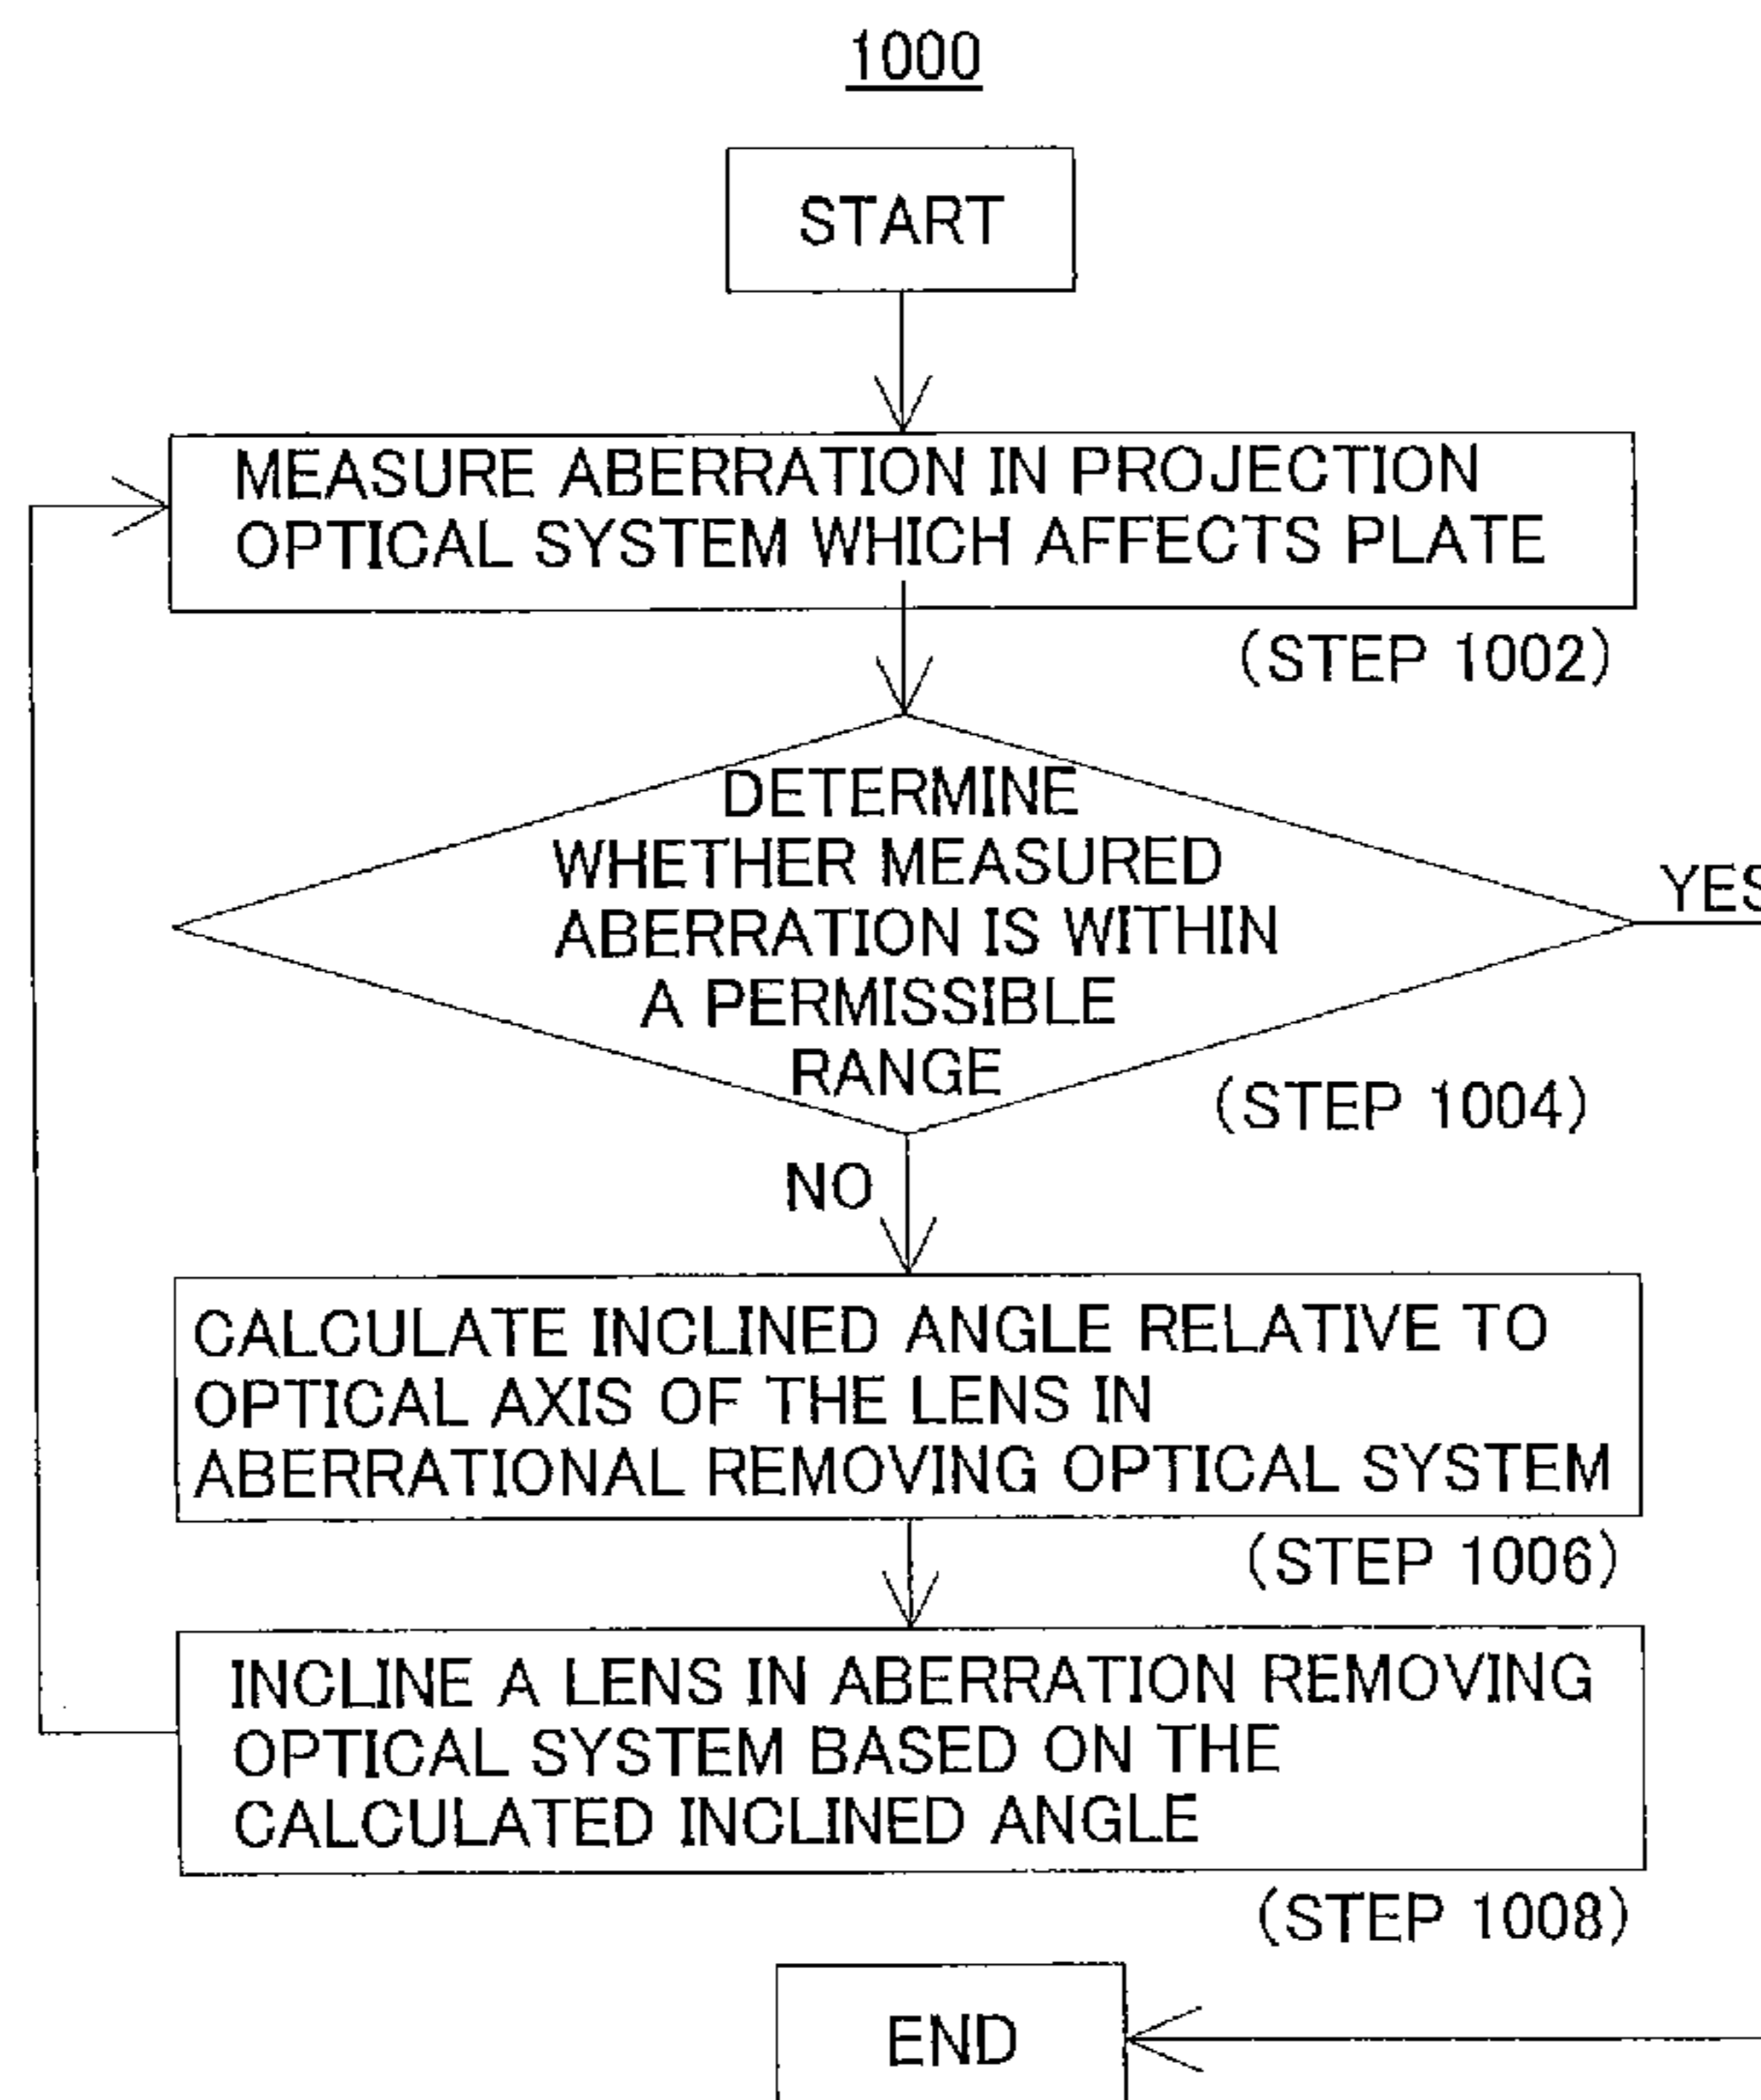 1000
START
MEASURE ABERRATION IN PROJECTION
OPTICAL SYSTEM WHICH AFFECTS PLATE
(STEP 1002)
DETERMINE
WHETHER MEASURED
ABERRATION IS WITHIN
A PERMISSIBLE
RANGE
YES
(STEP 1004)
NO
CALCULATE INCLINED ANGLE RELATIVE TO
OPTICAL AXIS OF THE LENS IN
ABERRATIONAL REMOVING OPTICAL SYSTEM
(STEP 1006)
INCLINE A LENS IN ABERRATION REMOVING
OPTICAL SYSTEM BASED ON THE
CALCULATED INCLINED ANGLE
(STEP 1008)
END